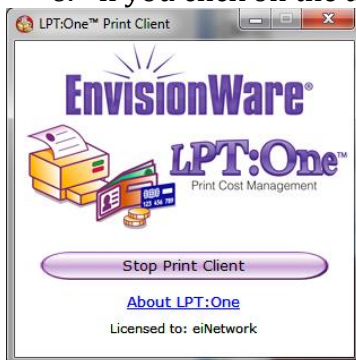 LPT:One™ Print Client
EnvisionWare®
LPT:One™
Print Cost Management
123 456 789
Stop Print Client
About LPT:One
Licensed to: eiNetwork